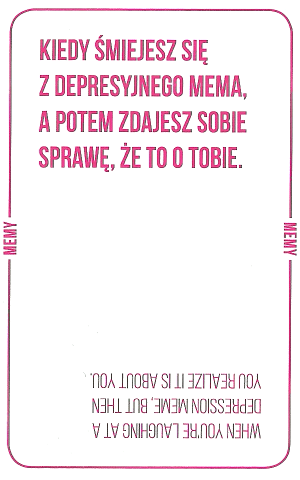 KIEDY ŚMIEJESZ SIĘ
Z DEPRESYJNEGO MEMA,
A POTEM ZDAJESZ SOBIE
SPRAWĘ, ŻE TO O TOBIE.
MEMY
MEMY
WHEN YOU'RE LAUGHING AT A
DEPRESSION MEME, BUT THEN
YOU REALIZE IT IS ABOUT YOU.